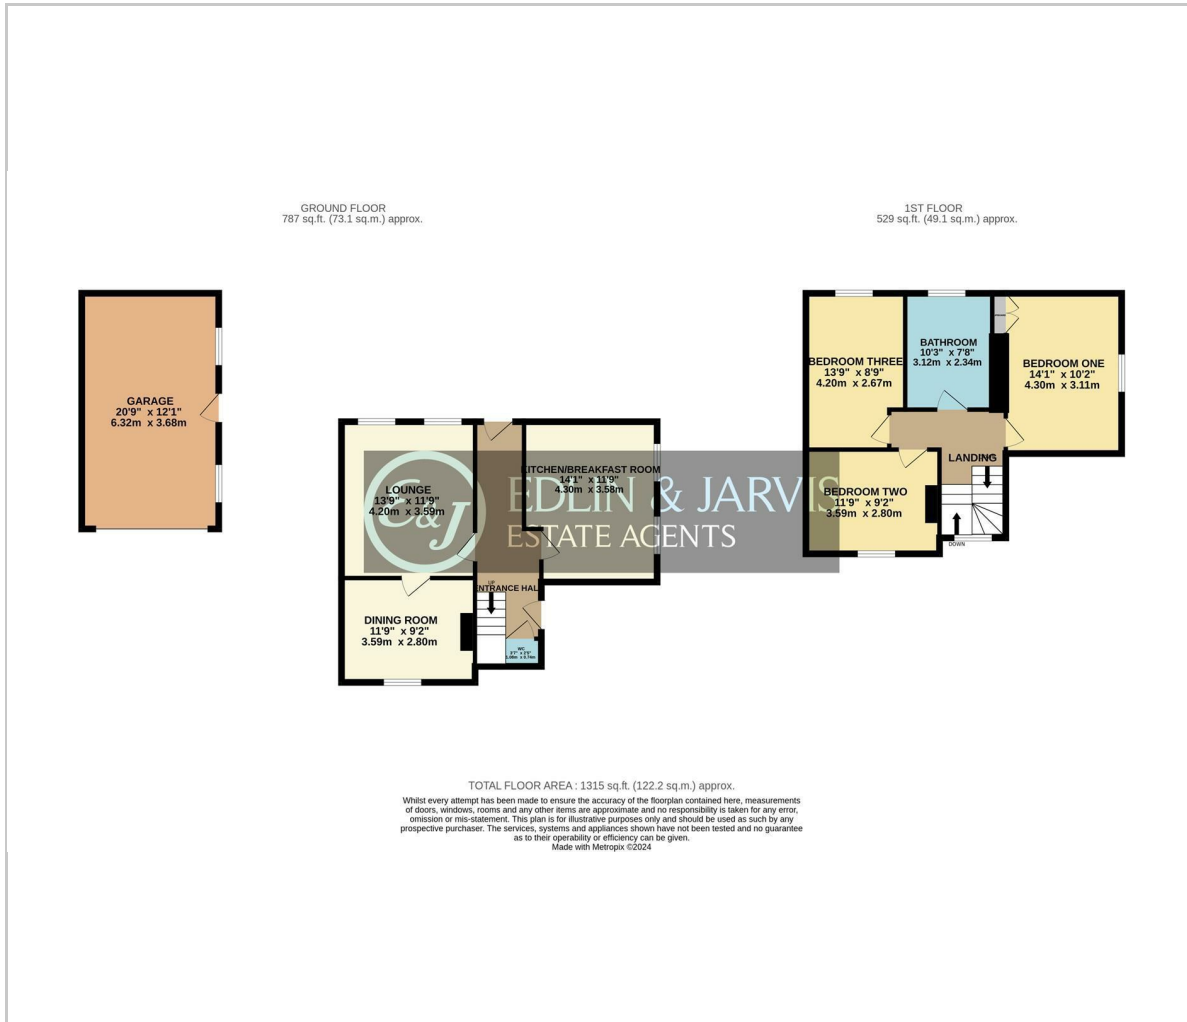 GROUND FLOOR
787 sq.ft. (73.1 sq.m.) approx.
1ST FLOOR
529 sq.ft. (49.1 sq.m.) approx.
GARAGE
20'9" x 12'1"
6.32m x 3.68m
LOUNGE
13'9" x 11'9"
4.20m x 3.59m
KITCHEN/BREAKFAST ROOM
14'1" x 11'9"
4.30m x 3.58m
DINING ROOM
11'9" x 9'2"
3.59m x 2.80m
UP
ENTRANCE HALL
WC
BEDROOM THREE
13'9" x 8'9"
4.20m x 2.67m
BATHROOM
10'3" x 7'8"
3.12m x 2.34m
BEDROOM ONE
14'1" x 10'2"
4.30m x 3.11m
LANDING
BEDROOM TWO
11'9" x 9'2"
3.59m x 2.80m
DOWN
E&J
EDLIN & JARVIS
ESTATE AGENTS
TOTAL FLOOR AREA : 1315 sq.ft. (122.2 sq.m.) approx.
Whilst every attempt has been made to ensure the accuracy of the floorplan contained here, measurements
of doors, windows, rooms and any other items are approximate and no responsibility is taken for any error,
omission or mis-statement. This plan is for illustrative purposes only and should be used as such by any
prospective purchaser. The services, systems and appliances shown have not been tested and no guarantee
as to their operability or efficiency can be given.
Made with Metropix ©2024